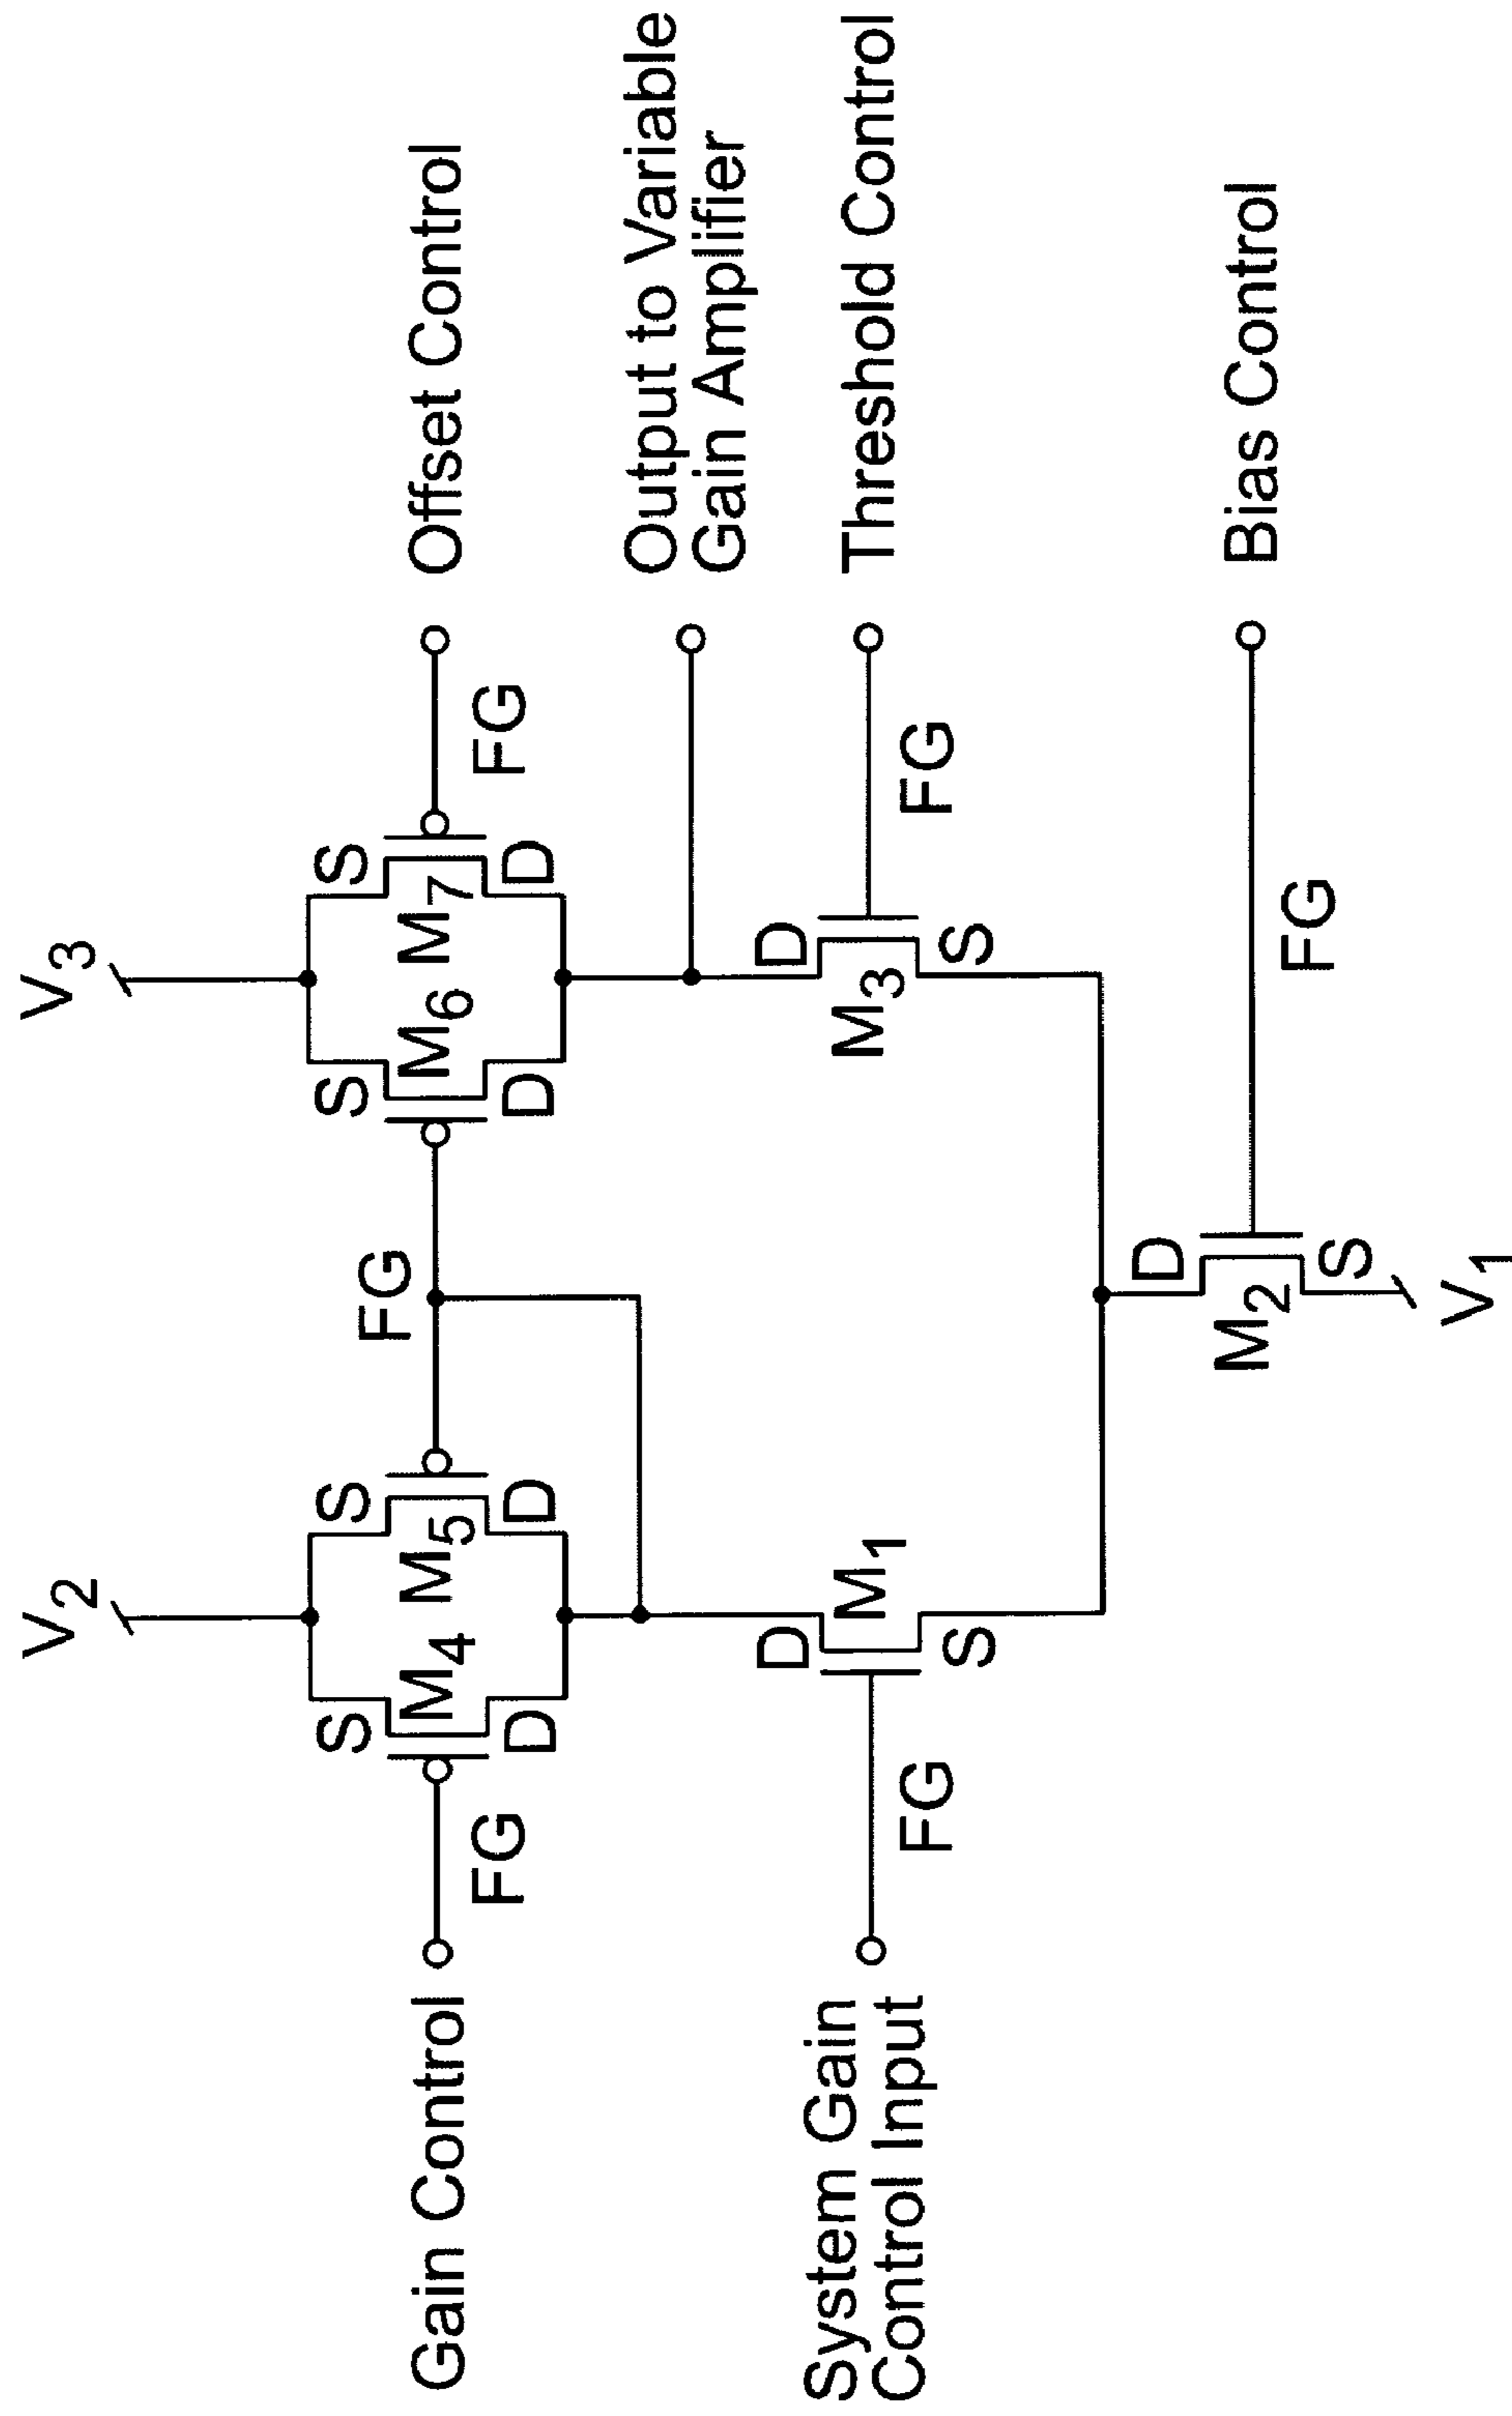 V2
V3
S
S
S
S
Gain Control
FG
M4
M5
FG
M6
M7
FG
Offset Control
D
D
D
D
Output to Variable
Gain Amplifier
D
D
System Gain
Control Input
FG
M1
M3
FG
Threshold Control
S
S
D
M2
FG
Bias Control
S
V1